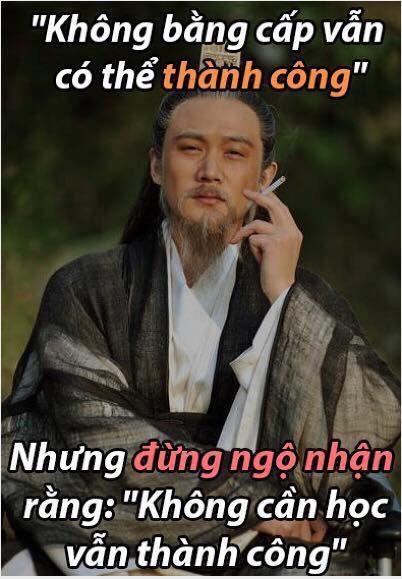 "Không bằng cấp vẫn
có thể thành công"
Nhưng đừng ngộ nhận
rằng: "Không cần học
vẫn thành công"